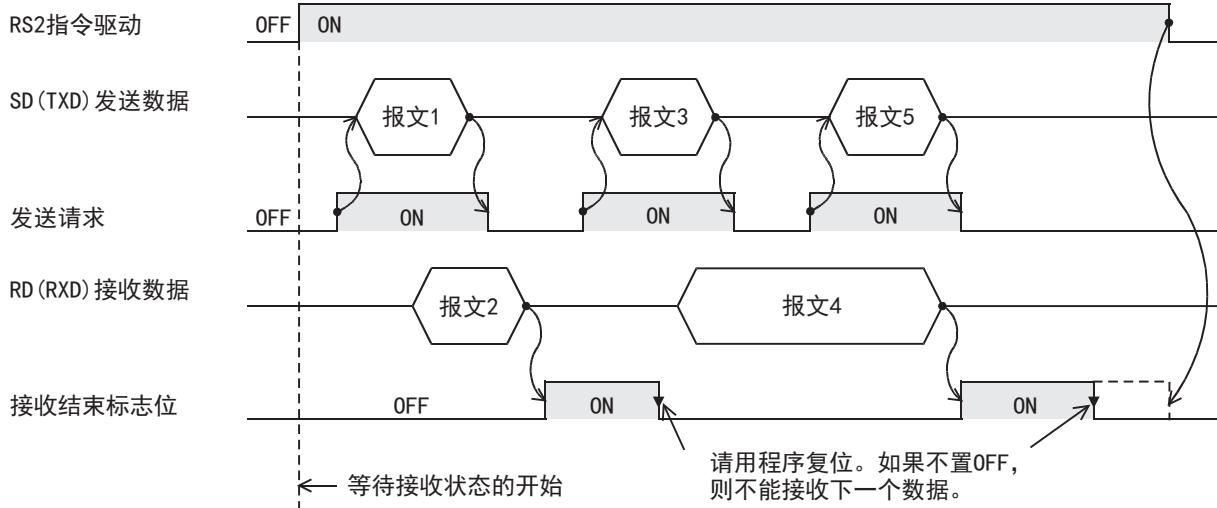 RS2指令驱动 OFF ON
SD(TXD)发送数据 报文1 报文3 报文5
发送请求 OFF ON ON ON
RD(RXD)接收数据 报文2 报文4
接收结束标志位 OFF ON ON
请用程序复位。如果不置OFF,
则不能接收下一个数据。
等待接收状态的开始